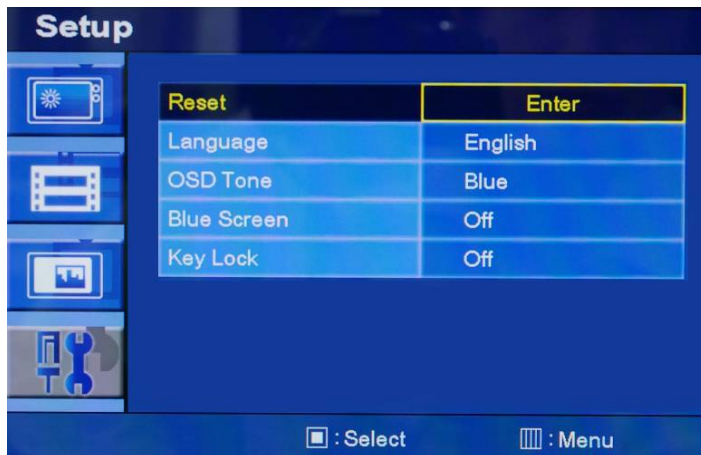 Setup
Reset Enter
Language English
OSD Tone Blue
Blue Screen Off
Key Lock Off
: Select : Menu